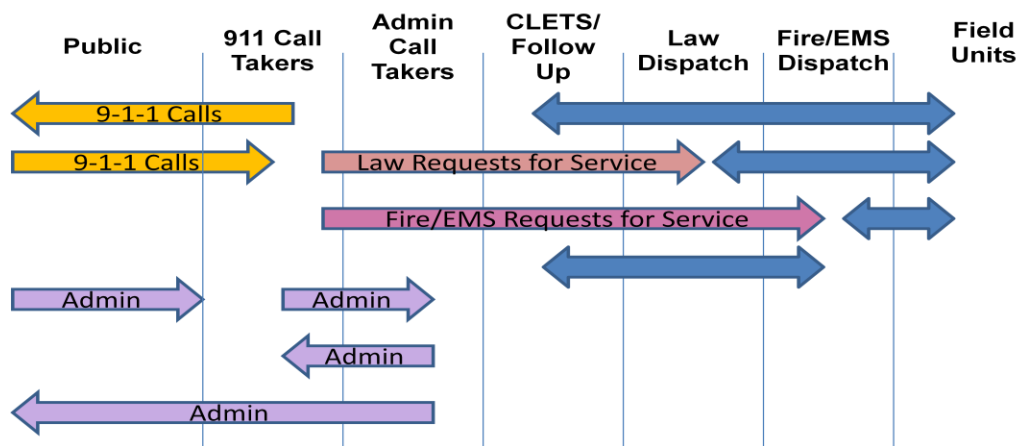 Public
911 Call
Takers
Admin
Call
Takers
CLETS/
Follow
Up
Law
Dispatch
Fire/EMS
Dispatch
Field
Units
9-1-1 Calls
9-1-1 Calls
Law Requests for Service
Fire/EMS Requests for Service
Admin
Admin
Admin
Admin